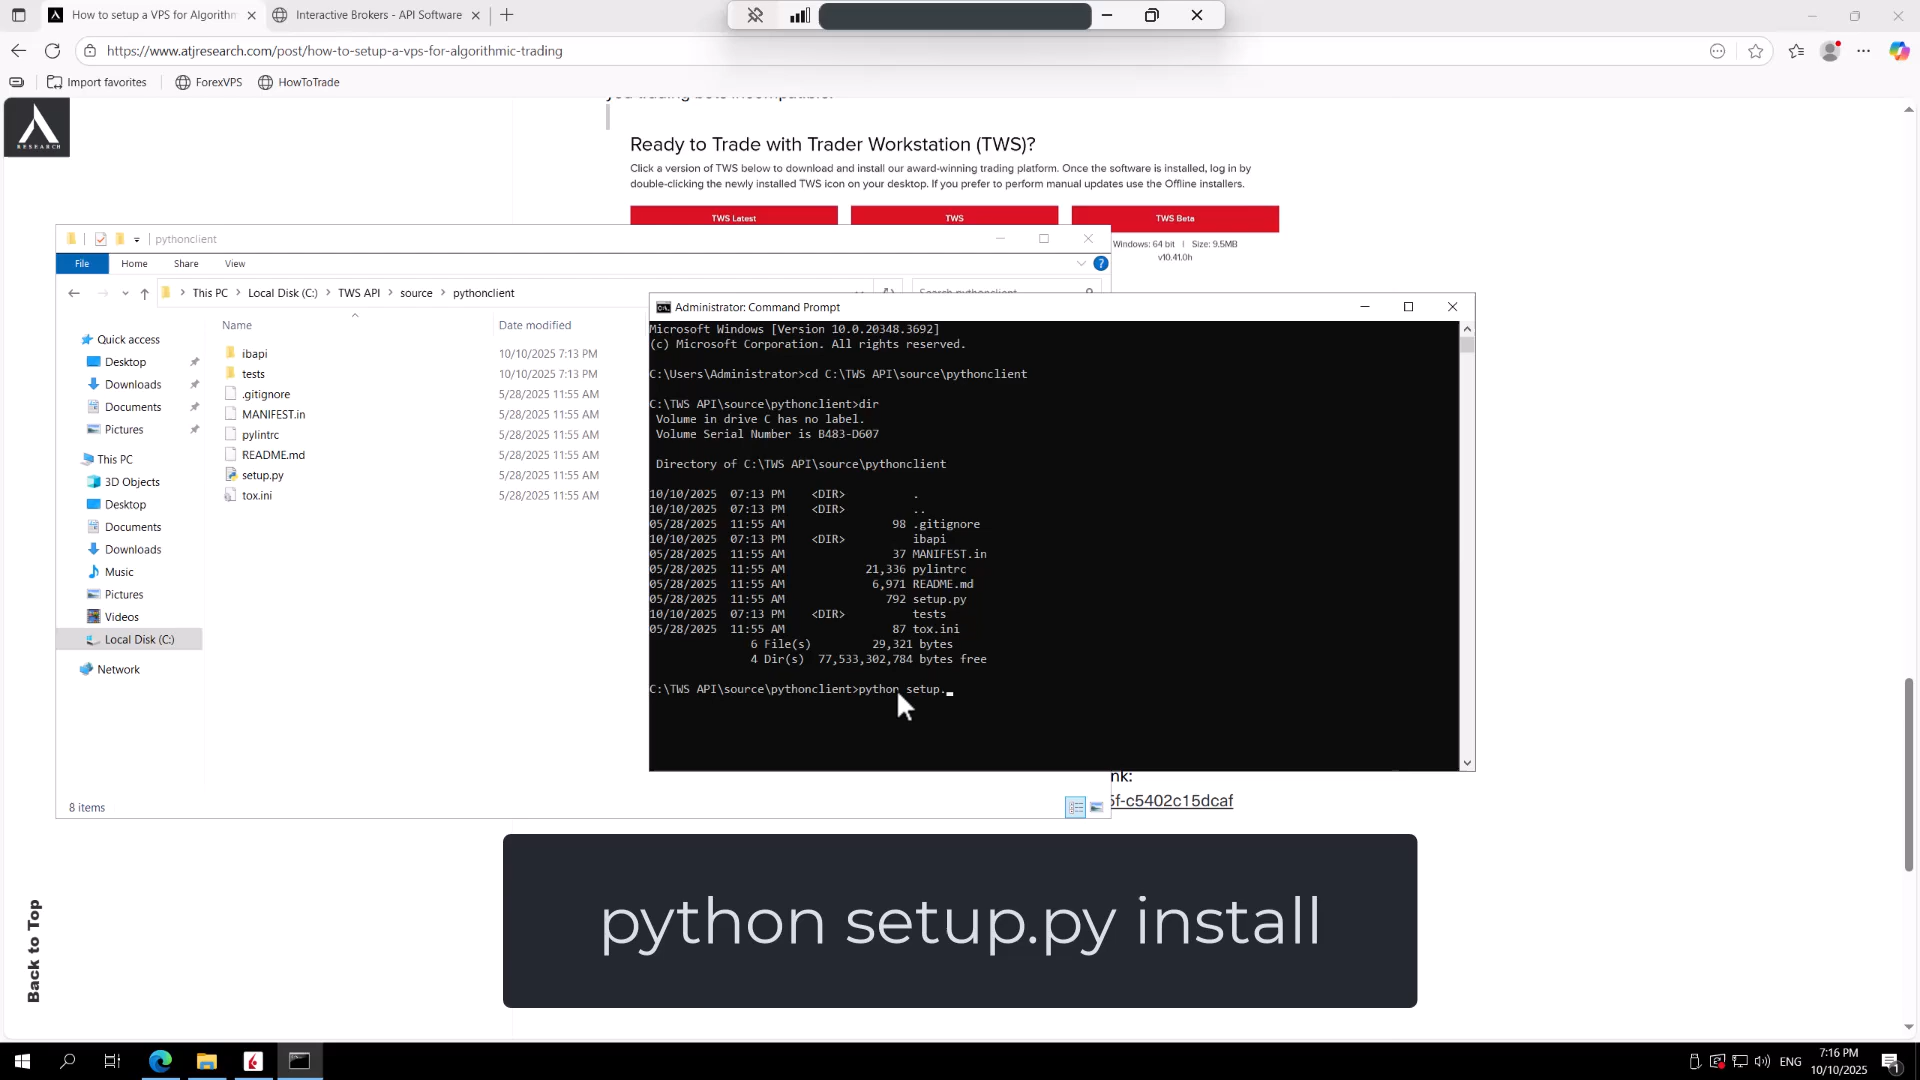 How to setup a VPS for Algorithm
Interactive Brokers - API Software
https://www.atjresearch.com/post/how-to-setup-a-vps-for-algorithmic-trading
Import favorites
ForexVPS
HowToTrade
RESEARCH
Ready to Trade with Trader Workstation (TWS)?
Click a version of TWS below to download and install our award-winning trading platform. Once the software is installed, log in by
double-clicking the newly installed TWS icon on your desktop. If you prefer to perform manual updates use the Offline installers.
TWS Latest
TWS
TWS Beta
Windows: 64 bit | Size: 9.5MB
v10.41.0h
pythonclient
File
Home
Share
View
This PC
Local Disk (C:)
TWS API
source
pythonclient
Search pythonclient
Name
Date modified
Quick access
Desktop
Downloads
Documents
Pictures
This PC
3D Objects
Desktop
Documents
Downloads
Music
Pictures
Videos
Local Disk (C:)
Network
ibapi 10/10/2025 7:13 PM
tests 10/10/2025 7:13 PM
.gitignore 5/28/2025 11:55 AM
MANIFEST.in 5/28/2025 11:55 AM
pylintrc 5/28/2025 11:55 AM
README.md 5/28/2025 11:55 AM
setup.py 5/28/2025 11:55 AM
tox.ini 5/28/2025 11:55 AM
8 items
Administrator: Command Prompt
Microsoft Windows [Version 10.0.20348.3692]
(c) Microsoft Corporation. All rights reserved.
C:\Users\Administrator>cd C:\TWS API\source\pythonclient
C:\TWS API\source\pythonclient>dir
Volume in drive C has no label.
Volume Serial Number is B483-D607
Directory of C:\TWS API\source\pythonclient
10/10/2025 07:13 PM <DIR> .
10/10/2025 07:13 PM <DIR> ..
05/28/2025 11:55 AM 98 .gitignore
10/10/2025 07:13 PM <DIR> ibapi
05/28/2025 11:55 AM 37 MANIFEST.in
05/28/2025 11:55 AM 21,336 pylintrc
05/28/2025 11:55 AM 6,971 README.md
05/28/2025 11:55 AM 792 setup.py
10/10/2025 07:13 PM <DIR> tests
05/28/2025 11:55 AM 87 tox.ini
6 File(s) 29,321 bytes
4 Dir(s) 77,533,302,784 bytes free
C:\TWS API\source\pythonclient>python setup._
nk:
5f-c5402c15dcaf
python setup.py install
Back to Top
ENG
7:16 PM
10/10/2025
1